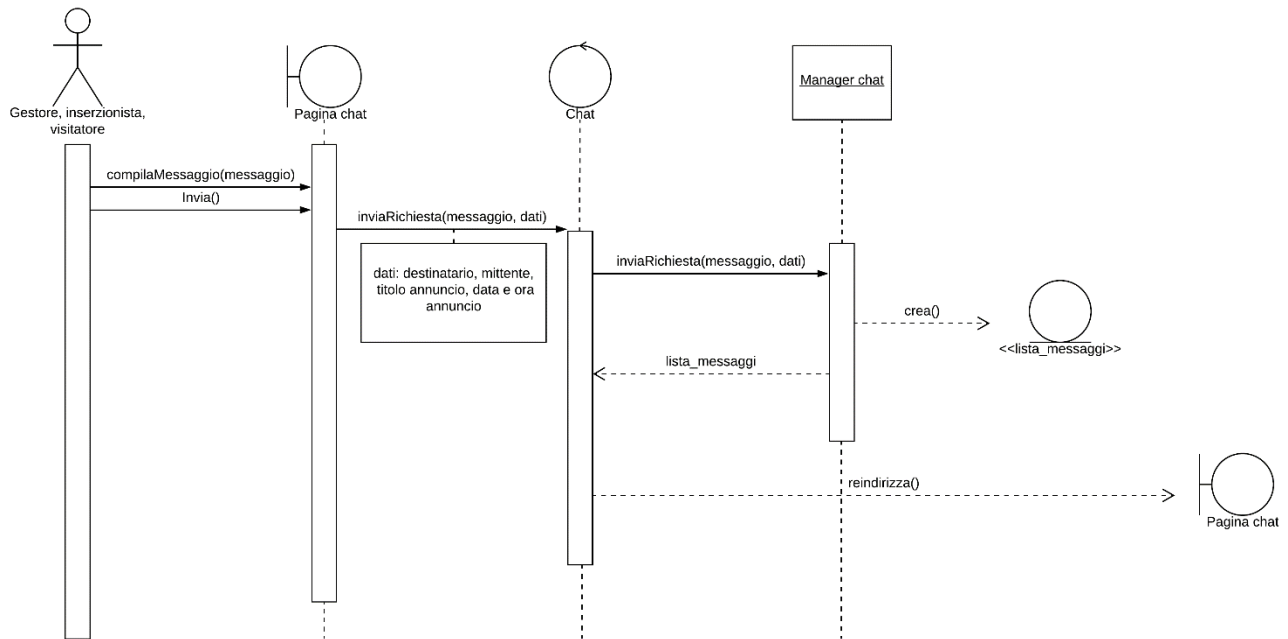 Gestore, inserzionista,
visitatore
Pagina chat
Chat
Manager chat
compilaMessaggio(messaggio)
Invia()
inviaRichiesta(messaggio, dati)
dati: destinatario, mittente,
titolo annuncio, data e ora
annuncio
inviaRichiesta(messaggio, dati)
crea()
<<lista_messaggi>>
lista_messaggi
reindirizza()
Pagina chat